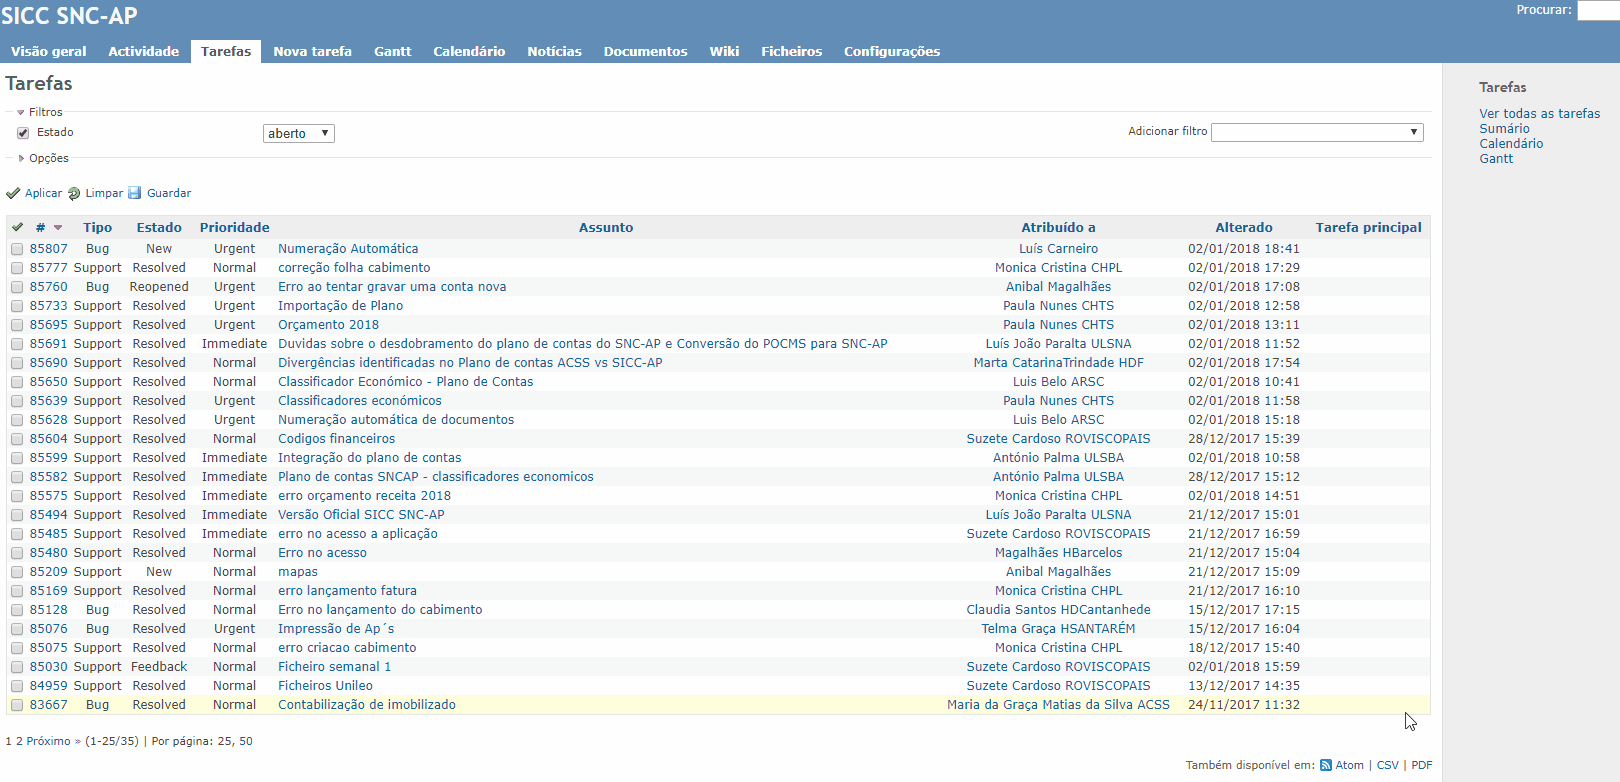 SICC SNC-AP
Procurar:
Visão geral Actividade Tarefas Nova tarefa Gantt Calendário Notícias Documentos Wiki Ficheiros Configurações
Tarefas
Filtros
Estado aberto Adicionar filtro
Opções
Aplicar Limpar Guardar
# Tipo Estado Prioridade Assunto Atribuído a Alterado Tarefa principal
85807 Bug New Urgent Numeração Automática Luís Carneiro 02/01/2018 18:41
85777 Support Resolved Normal correção folha cabimento Monica Cristina CHPL 02/01/2018 17:29
85760 Bug Reopened Urgent Erro ao tentar gravar uma conta nova Anibal Magalhães 02/01/2018 17:08
85733 Support Resolved Urgent Importação de Plano Paula Nunes CHTS 02/01/2018 12:58
85695 Support Resolved Urgent Orçamento 2018 Paula Nunes CHTS 02/01/2018 13:11
85691 Support Resolved Immediate Duvidas sobre o desdobramento do plano de contas do SNC-AP e Conversão do POCMS para SNC-AP Luís João Paralta ULSNA 02/01/2018 11:52
85690 Support Resolved Normal Divergências identificadas no Plano de contas ACSS vs SICC-AP Marta CatarinaTrindade HDF 02/01/2018 17:54
85650 Support Resolved Normal Classificador Económico - Plano de Contas Luis Belo ARSC 02/01/2018 10:41
85639 Support Resolved Urgent Classificadores económicos Paula Nunes CHTS 02/01/2018 11:58
85628 Support Resolved Urgent Numeração automática de documentos Luis Belo ARSC 02/01/2018 15:18
85604 Support Resolved Normal Codigos financeiros Suzete Cardoso ROVISCOPAIS 28/12/2017 15:39
85599 Support Resolved Immediate Integração do plano de contas António Palma ULSBA 02/01/2018 10:58
85582 Support Resolved Immediate Plano de contas SNCAP - classificadores economicos António Palma ULSBA 28/12/2017 15:12
85575 Support Resolved Immediate erro orçamento receita 2018 Monica Cristina CHPL 02/01/2018 14:51
85494 Support Resolved Immediate Versão Oficial SICC SNC-AP Luís João Paralta ULSNA 21/12/2017 15:01
85485 Support Resolved Immediate erro no acesso a aplicação Suzete Cardoso ROVISCOPAIS 21/12/2017 16:59
85480 Support Resolved Normal Erro no acesso Magalhães HBarcelos 21/12/2017 15:04
85209 Support New Normal mapas Anibal Magalhães 21/12/2017 15:09
85169 Support Resolved Normal erro lançamento fatura Monica Cristina CHPL 21/12/2017 16:10
85128 Bug Resolved Normal Erro no lançamento do cabimento Claudia Santos HDCantanhede 15/12/2017 17:15
85076 Bug Resolved Urgent Impressão de Ap´s Telma Graça HSANTARÉM 15/12/2017 16:04
85075 Support Resolved Normal erro criacao cabimento Monica Cristina CHPL 18/12/2017 15:40
85030 Support Feedback Normal Ficheiro semanal 1 Suzete Cardoso ROVISCOPAIS 02/01/2018 15:59
84959 Support Resolved Normal Ficheiros Unileo Suzete Cardoso ROVISCOPAIS 13/12/2017 14:35
83667 Bug Resolved Normal Contabilização de imobilizado Maria da Graça Matias da Silva ACSS 24/11/2017 11:32
1 2 Próximo » (1-25/35) | Por página: 25, 50
Também disponível em: Atom | CSV | PDF
Tarefas
Ver todas as tarefas
Sumário
Calendário
Gantt